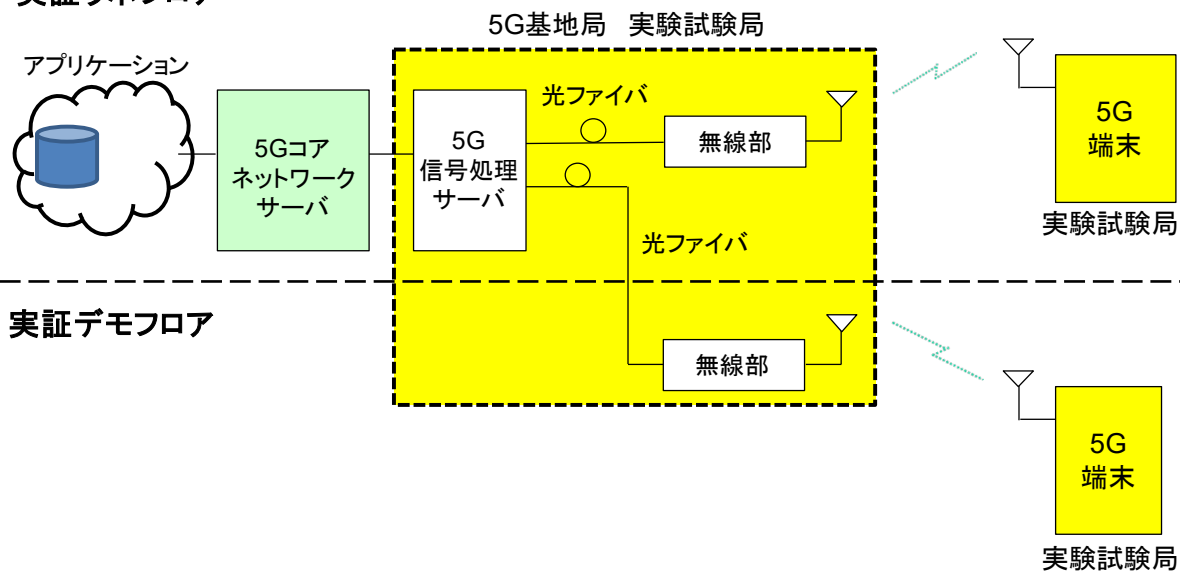 5G基地局 実験試験局
アプリケーション
5Gコア
ネットワーク
サーバ
5G
信号処理
サーバ
光ファイバ
無線部
5G
端末
実験試験局
光ファイバ
実証デモフロア
無線部
5G
端末
実験試験局